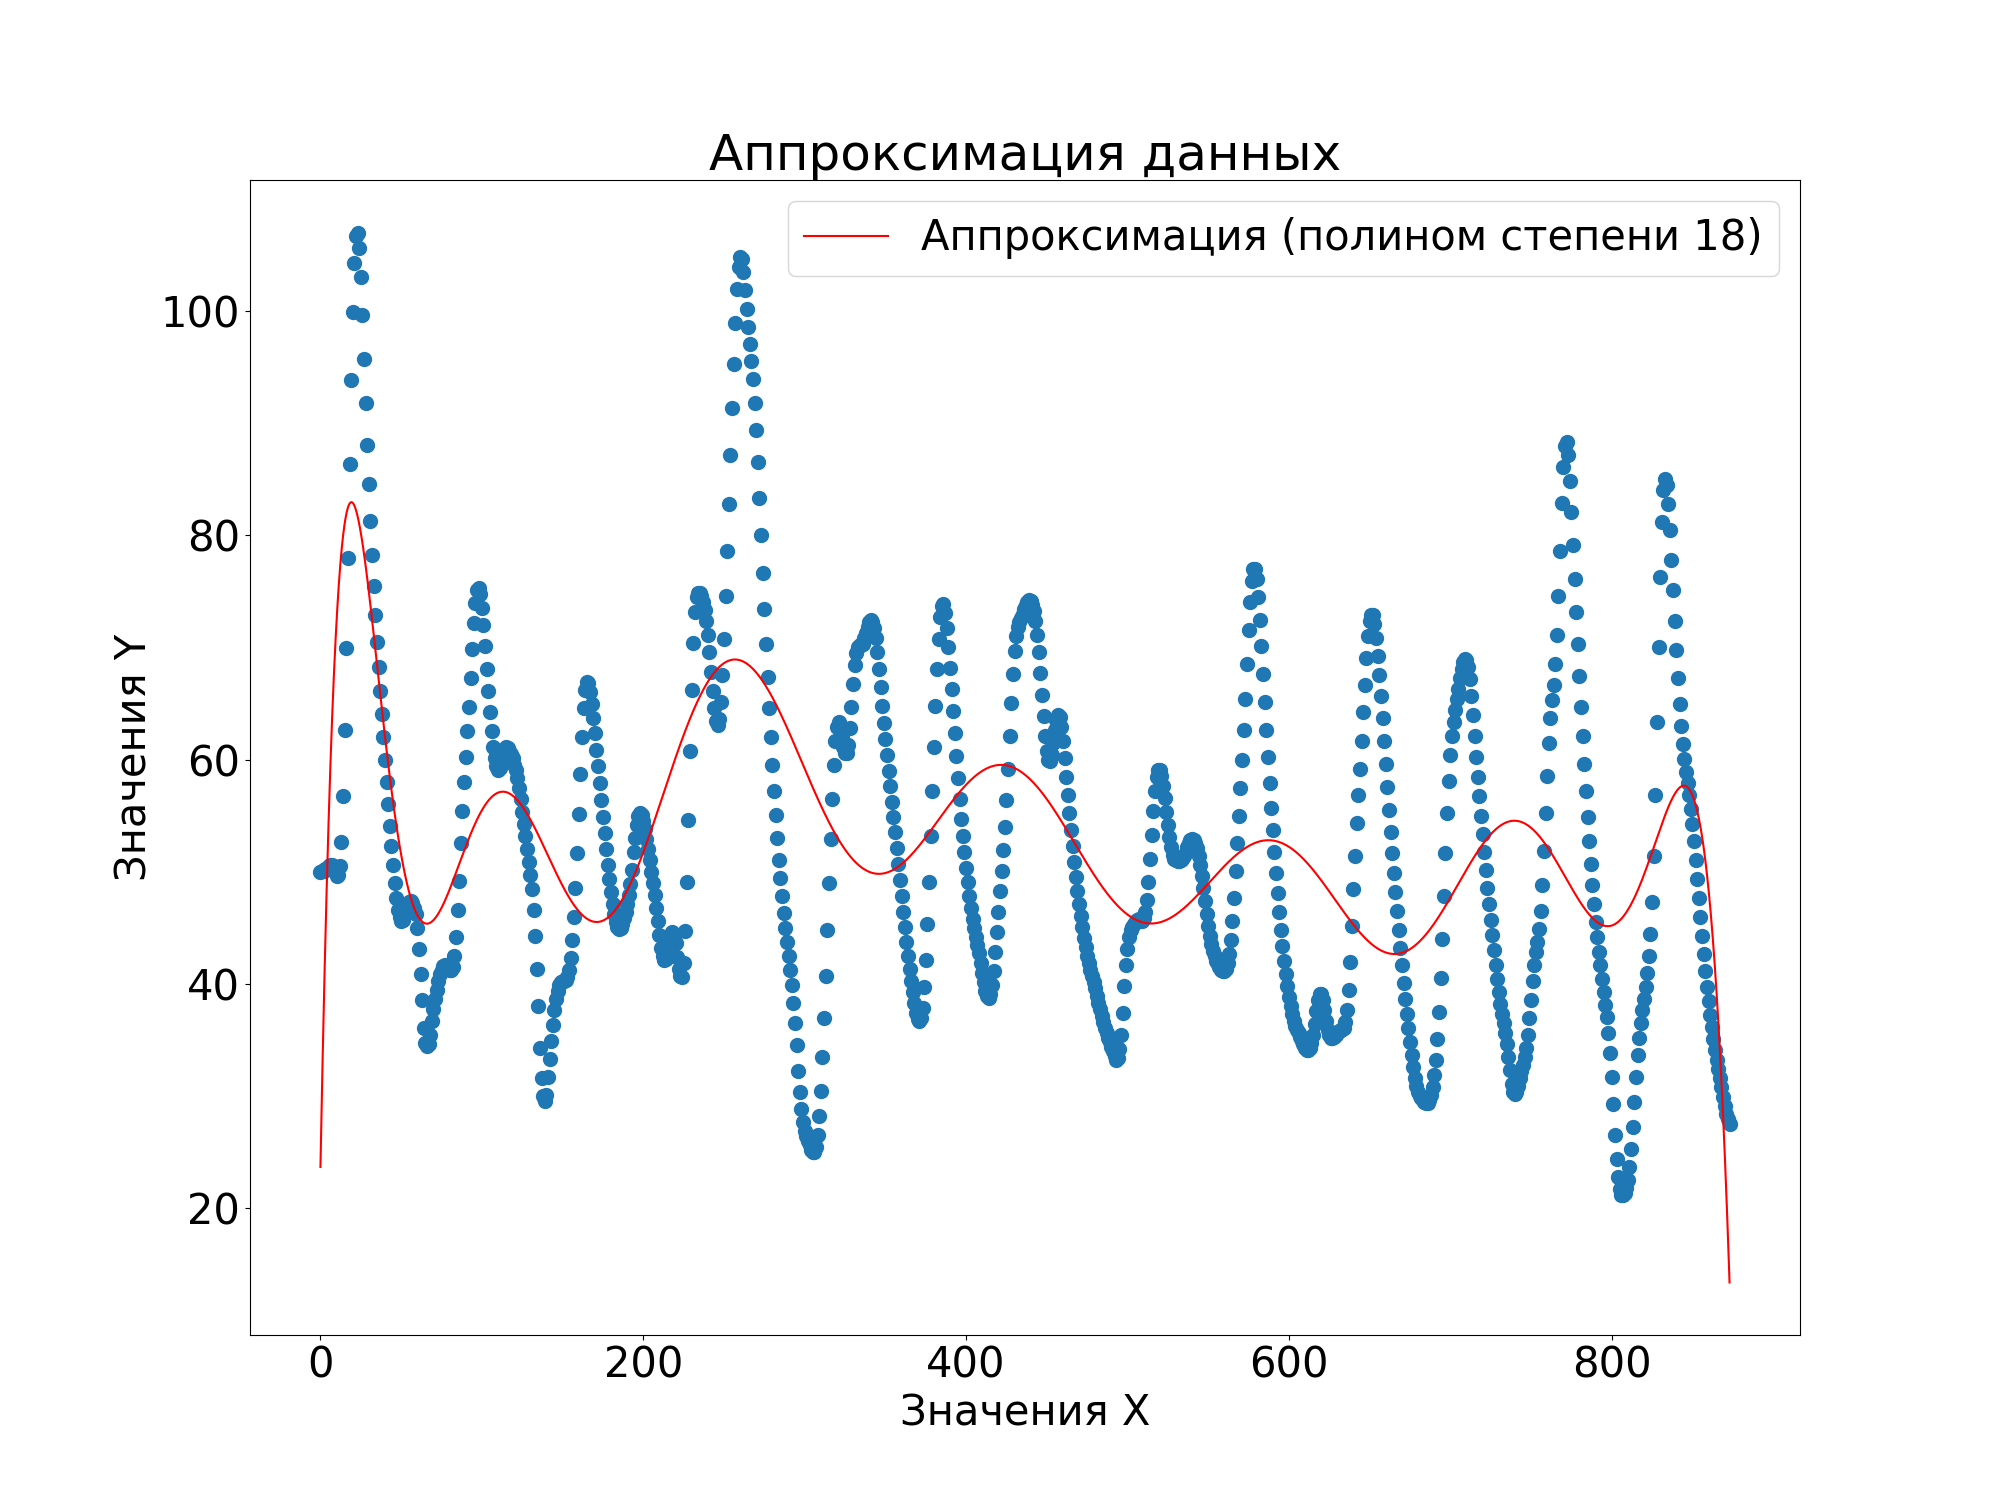 Аппроксимация данных
Аппроксимация (полином степени 18)
100
80
60
40
20
Значения Y
0 200 400 600 800
Значения X